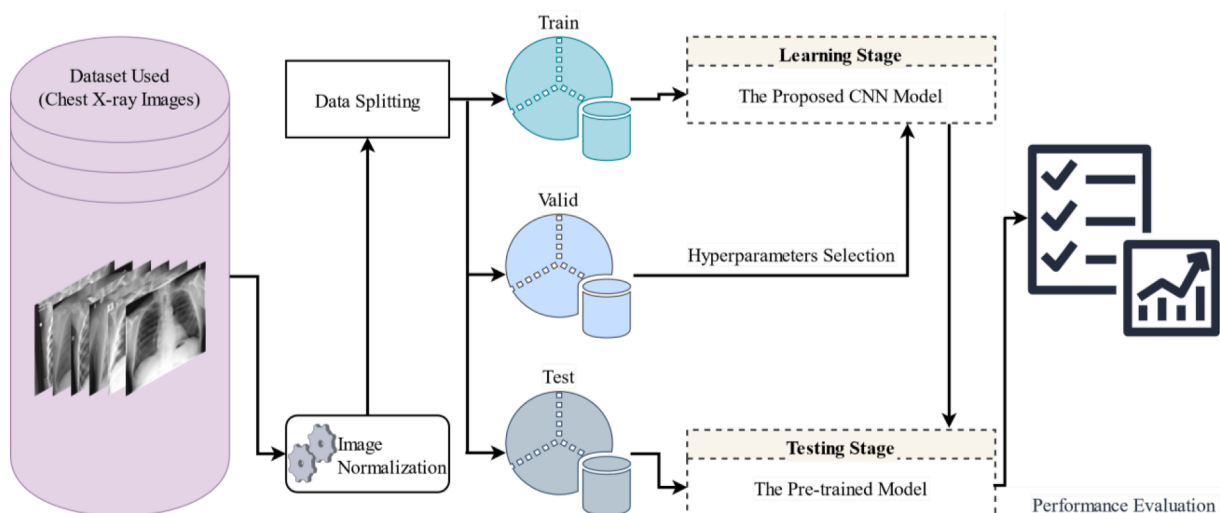 Dataset Used
(Chest X-ray Images)
Image
Normalization
Data Splitting
Train
Valid
Test
Learning Stage
The Proposed CNN Model
Hyperparameters Selection
Testing Stage
The Pre-trained Model
Performance Evaluation